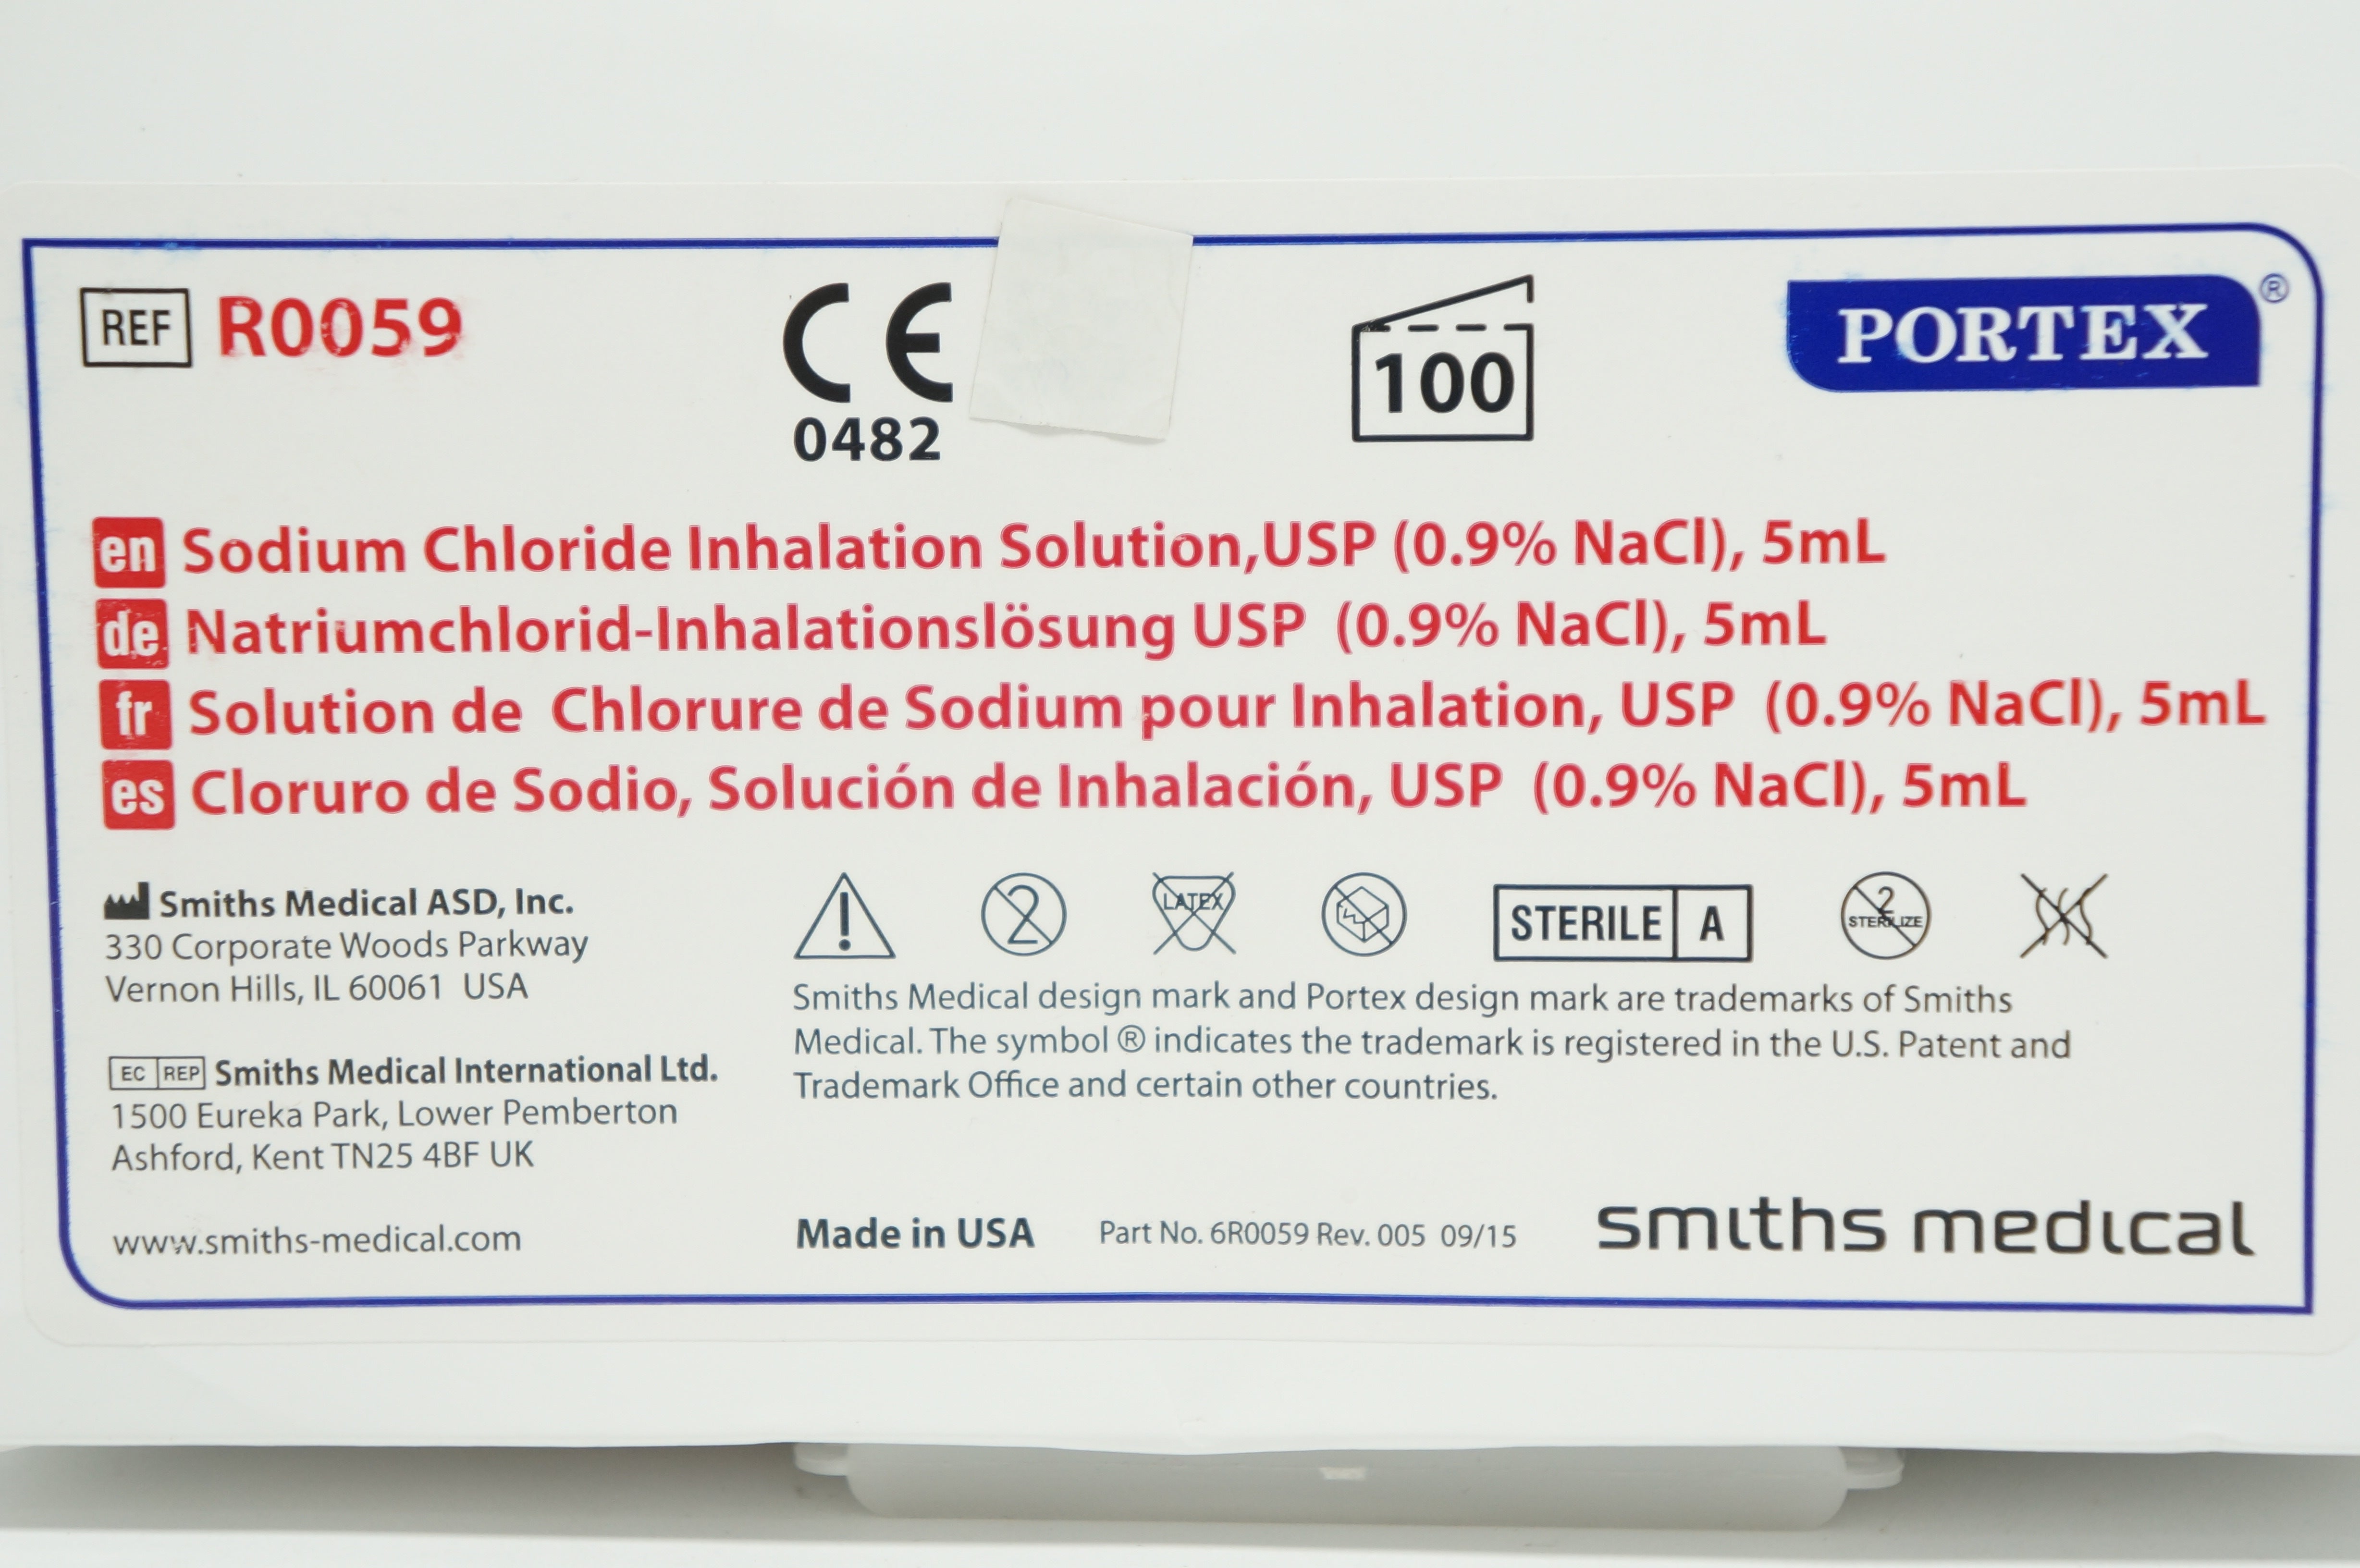 REF R0059
CE
0482
100
PORTEX®
en Sodium Chloride Inhalation Solution,USP (0.9% NaCl), 5mL
de Natriumchlorid-Inhalationslösung USP (0.9% NaCl), 5mL
fr Solution de Chlorure de Sodium pour Inhalation, USP (0.9% NaCl), 5mL
es Cloruro de Sodio, Solución de Inhalación, USP (0.9% NaCl), 5mL
Smiths Medical ASD, Inc.
330 Corporate Woods Parkway
Vernon Hills, IL 60061 USA
EC REP Smiths Medical International Ltd.
1500 Eureka Park, Lower Pemberton
Ashford, Kent TN25 4BF UK
www.smiths-medical.com
! 2 LATEX STERILE A 2 STERILIZE
Smiths Medical design mark and Portex design mark are trademarks of Smiths
Medical. The symbol ® indicates the trademark is registered in the U.S. Patent and
Trademark Office and certain other countries.
Made in USA Part No. 6R0059 Rev. 005 09/15
smiths medical